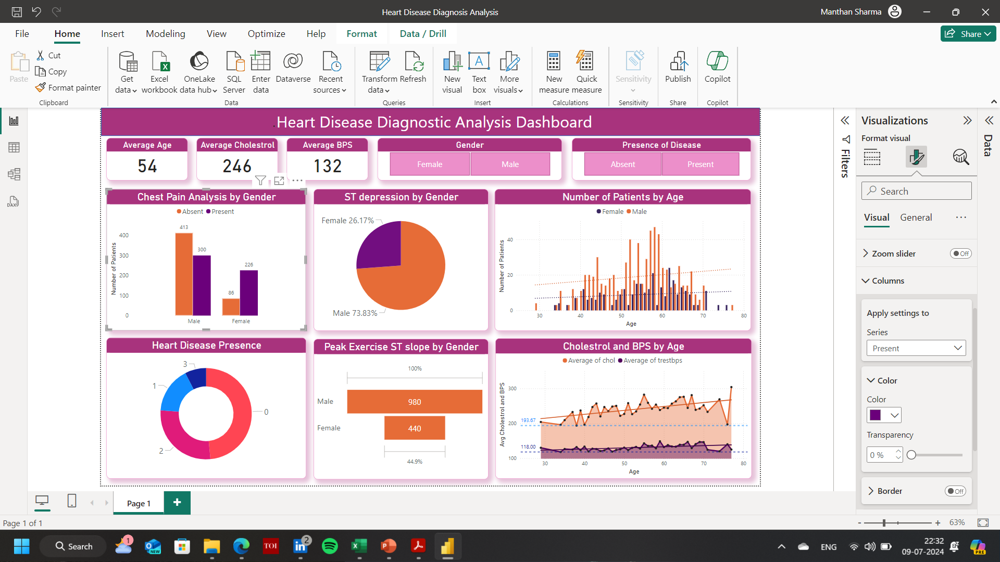 Heart Disease Diagnosis Analysis
Manthan Sharma
File Home Insert Modeling View Optimize Help Format Data / Drill
Share
Paste
Cut
Copy
Format painter
Clipboard
Get data
Excel workbook
OneLake data hub
SQL Server
Enter data
Dataverse
Recent sources
Data
Transform data
Refresh
Queries
New visual
Text box
More visuals
Insert
New measure
Quick measure
Calculations
Sensitivity
Sensitivity
Publish
Share
Copilot
Copilot
DAX
.Heart Disease Diagnostic Analysis Dashboard
Average Age
54
Average Cholestrol
246
Average BPS
132
Gender
Female Male
Presence of Disease
Absent Present
Chest Pain Analysis by Gender
Absent Present
Number of Patients
400
300
200
100
0
413
300
226
86
Male Female
ST depression by Gender
Female 26.17%
Male 73.83%
Number of Patients by Age
Female Male
Number of Patients
40
20
0
30 40 50 60 70 80
Age
Heart Disease Presence
3
1
0
2
Peak Exercise ST slope by Gender
100%
Male 980
Female 440
44.9%
Cholestrol and BPS by Age
Average of chol Average of trestbps
Avg Cholestrol and BPS
300
193.67
200
118.00
100
30 40 50 60 70 80
Age
Filters
Visualizations
Format visual
Search
Visual General
Zoom slider Off
Columns
Apply settings to
Series
Present
Color
Color
Transparency
0 %
Border Off
Data
Page 1
+
Page 1 of 1
- + 63%
Search
1
NEW
TOI
in 2
ENG
22:32
09-07-2024
PRE